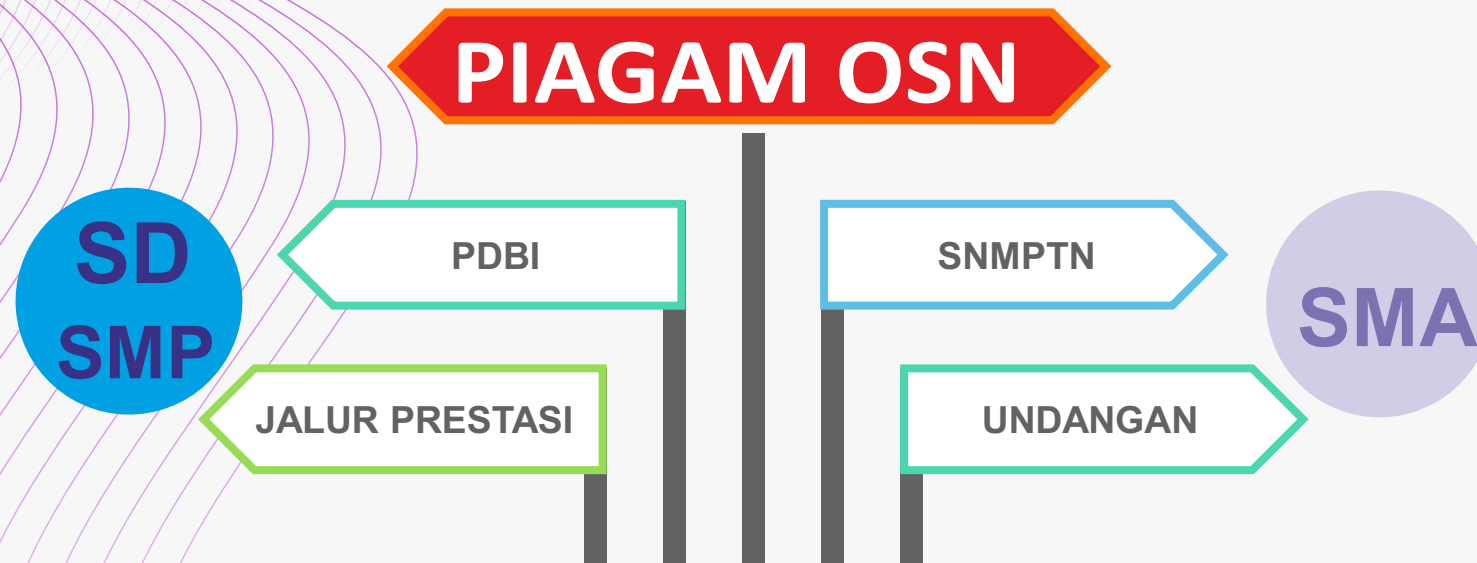 PIAGAM OSN
SD
SMP
PDBI
JALUR PRESTASI
SNMPTN
UNDANGAN
SMA